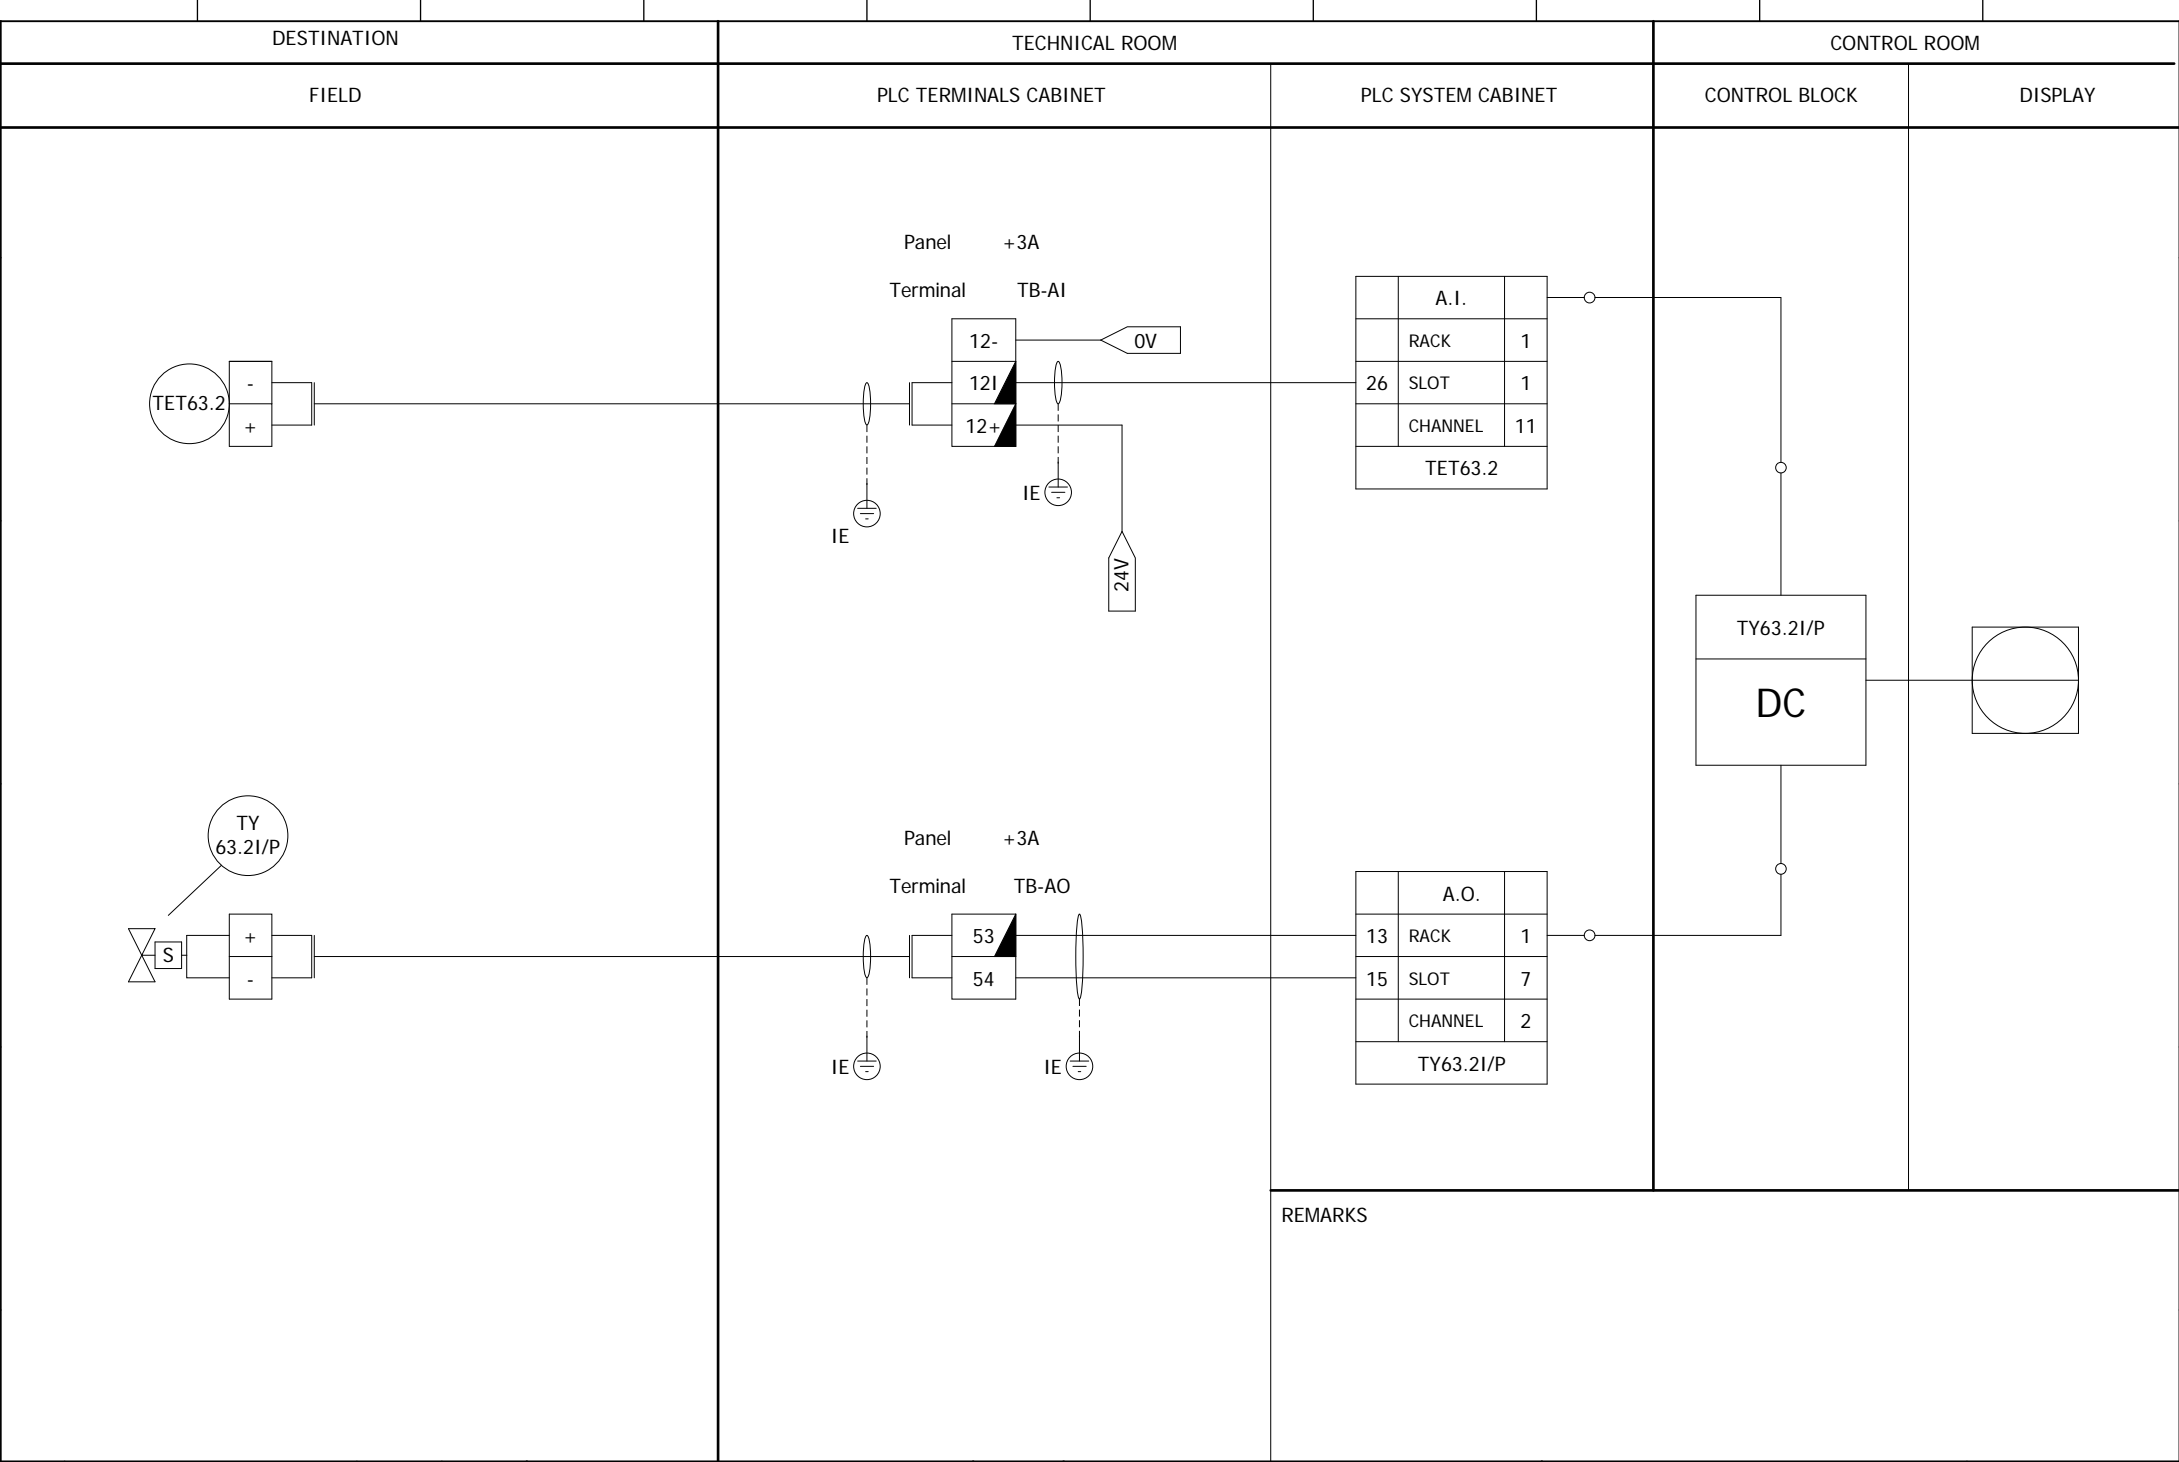 DESTINATION
TECHNICAL ROOM
CONTROL ROOM
FIELD
PLC TERMINALS CABINET
PLC SYSTEM CABINET
CONTROL BLOCK
DISPLAY
Panel +3A
Terminal TB-AI
12-
0V
12I
12+
IE
IE
24V
TET63.2
-
+
A.I.
RACK 1
26 SLOT 1
CHANNEL 11
TET63.2
TY63.2I/P
DC
TY
63.2I/P
S
+
-
Panel +3A
Terminal TB-AO
53
54
IE
IE
A.O.
13 RACK 1
15 SLOT 7
CHANNEL 2
TY63.2I/P
REMARKS